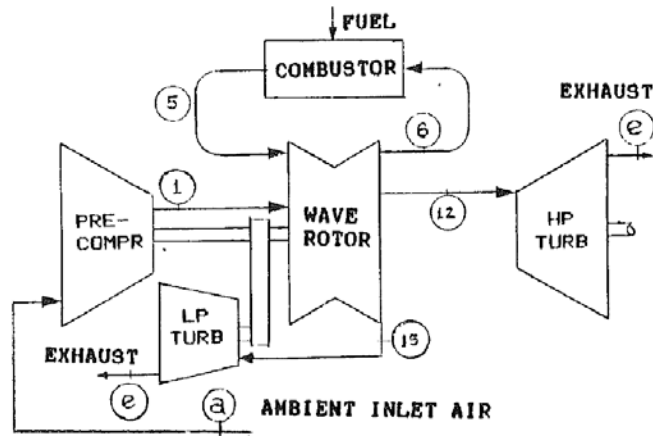 FUEL
COMBUSTOR
EXHAUST
5
6
e
1
PRE-
COMPR
WAVE
ROTOR
12
HP
TURB
LP
TURB
15
EXHAUST
e
a
AMBIENT INLET AIR